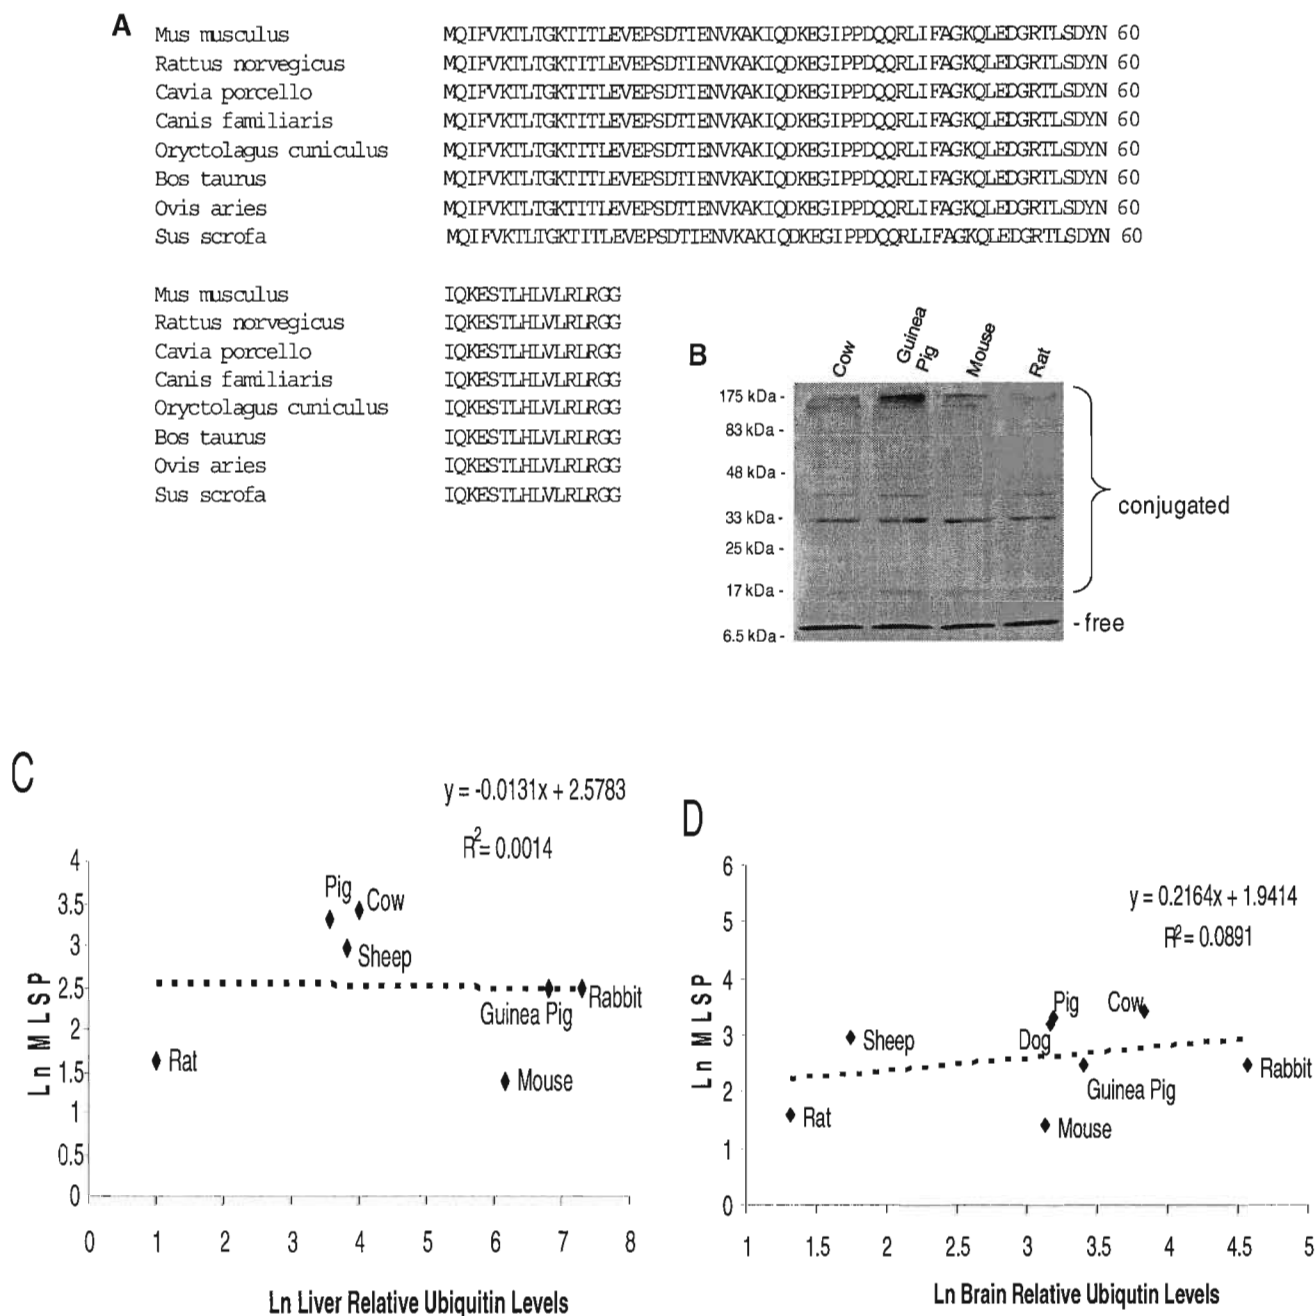 A
Mus musculus MQIFVKTLTGKTITLEVEPSDTIENVKAKIQDKEGIPPDQQRLIFAGKQLEDGRTLSDYN 60
Rattus norvegicus MQIFVKTLTGKTITLEVEPSDTIENVKAKIQDKEGIPPDQQRLIFAGKQLEDGRTLSDYN 60
Cavia porcello MQIFVKTLTGKTITLEVEPSDTIENVKAKIQDKEGIPPDQQRLIFAGKQLEDGRTLSDYN 60
Canis familiaris MQIFVKTLTGKTITLEVEPSDTIENVKAKIQDKEGIPPDQQRLIFAGKQLEDGRTLSDYN 60
Oryctolagus cuniculus MQIFVKTLTGKTITLEVEPSDTIENVKAKIQDKEGIPPDQQRLIFAGKQLEDGRTLSDYN 60
Bos taurus MQIFVKTLTGKTITLEVEPSDTIENVKAKIQDKEGIPPDQQRLIFAGKQLEDGRTLSDYN 60
Ovis aries MQIFVKTLTGKTITLEVEPSDTIENVKAKIQDKEGIPPDQQRLIFAGKQLEDGRTLSDYN 60
Sus scrofa MQIFVKTLTGKTITLEVEPSDTIENVKAKIQDKEGIPPDQQRLIFAGKQLEDGRTLSDYN 60
Mus musculus IQKESTLHLVLRLRGG
Rattus norvegicus IQKESTLHLVLRLRGG
Cavia porcello IQKESTLHLVLRLRGG
Canis familiaris IQKESTLHLVLRLRGG
Oryctolagus cuniculus IQKESTLHLVLRLRGG
Bos taurus IQKESTLHLVLRLRGG
Ovis aries IQKESTLHLVLRLRGG
Sus scrofa IQKESTLHLVLRLRGG
B
Cow
Guinea
Pig
Mouse
Rat
175 kDa -
83 kDa -
48 kDa -
33 kDa -
25 kDa -
17 kDa -
6.5 kDa -
conjugated
- free
C
y = -0.0131x + 2.5783
R2= 0.0014
4
3.5
3
2.5
2
1.5
1
0.5
0
Ln MLSP
Pig
Cow
Sheep
Guinea Pig
Rabbit
Rat
Mouse
0 1 2 3 4 5 6 7 8
Ln Liver Relative Ubiquitin Levels
D
y = 0.2164x + 1.9414
R2= 0.0891
6
5
4
3
2
1
0
Ln MLSP
Pig
Cow
Sheep
Dog
Guinea Pig
Rabbit
Rat
Mouse
1 1.5 2 2.5 3 3.5 4 4.5 5
Ln Brain Relative Ubiqutin Levels